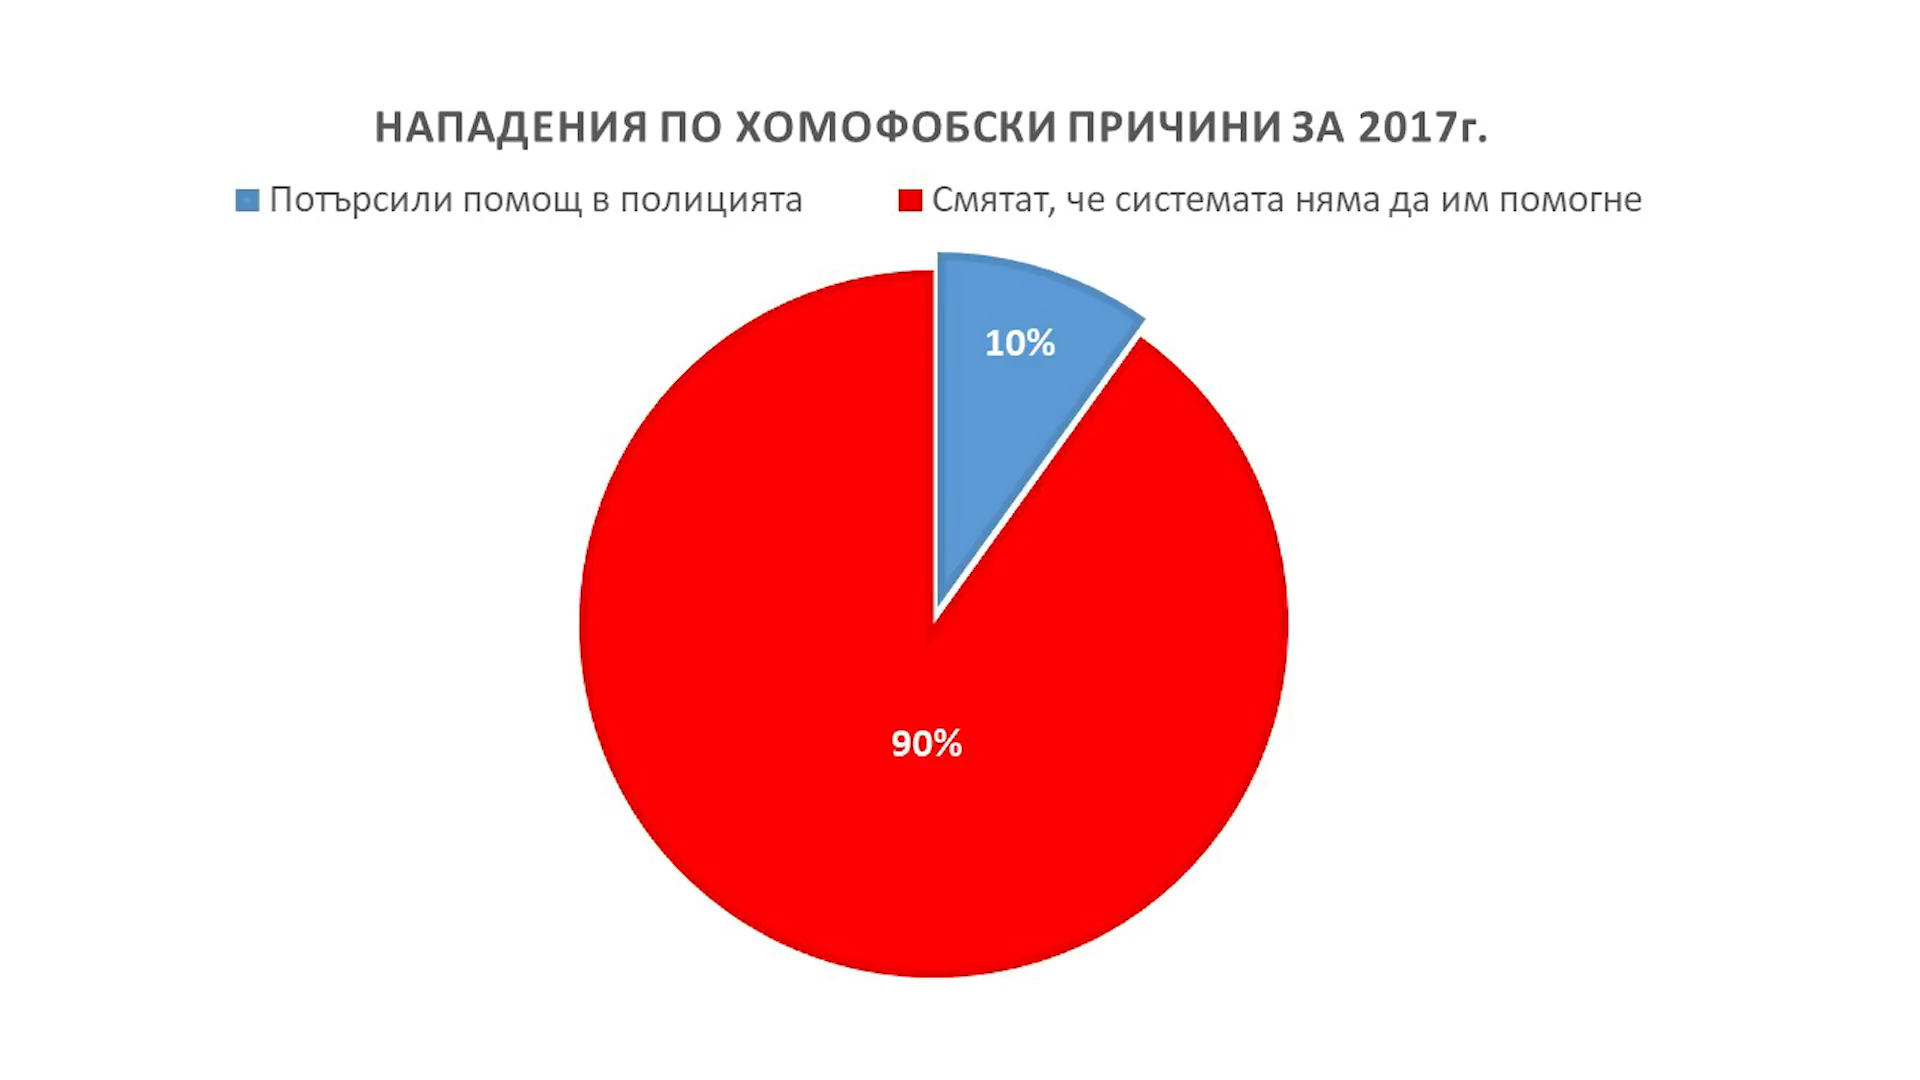 НАПАДЕНИЯ ПО ХОМОФОБСКИ ПРИЧИНИ ЗА 2017г.
Потърсили помощ в полицията Смятат, че системата няма да им помогне
10%
90%